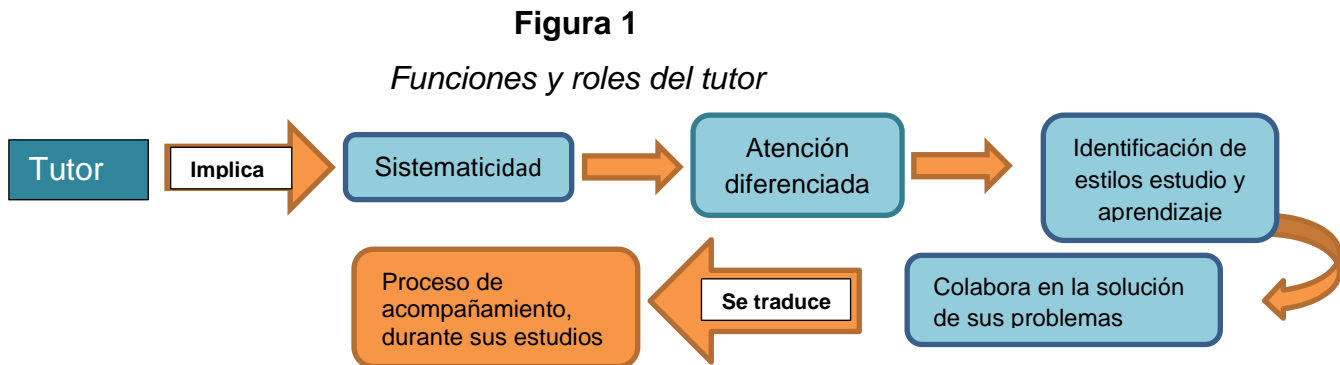 Figura 1
Funciones y roles del tutor
Tutor
Implica
Sistematicidad
Atención
diferenciada
Identificación de
estilos estudio y
aprendizaje
Colabora en la solución
de sus problemas
Se traduce
Proceso de
acompañamiento,
durante sus estudios